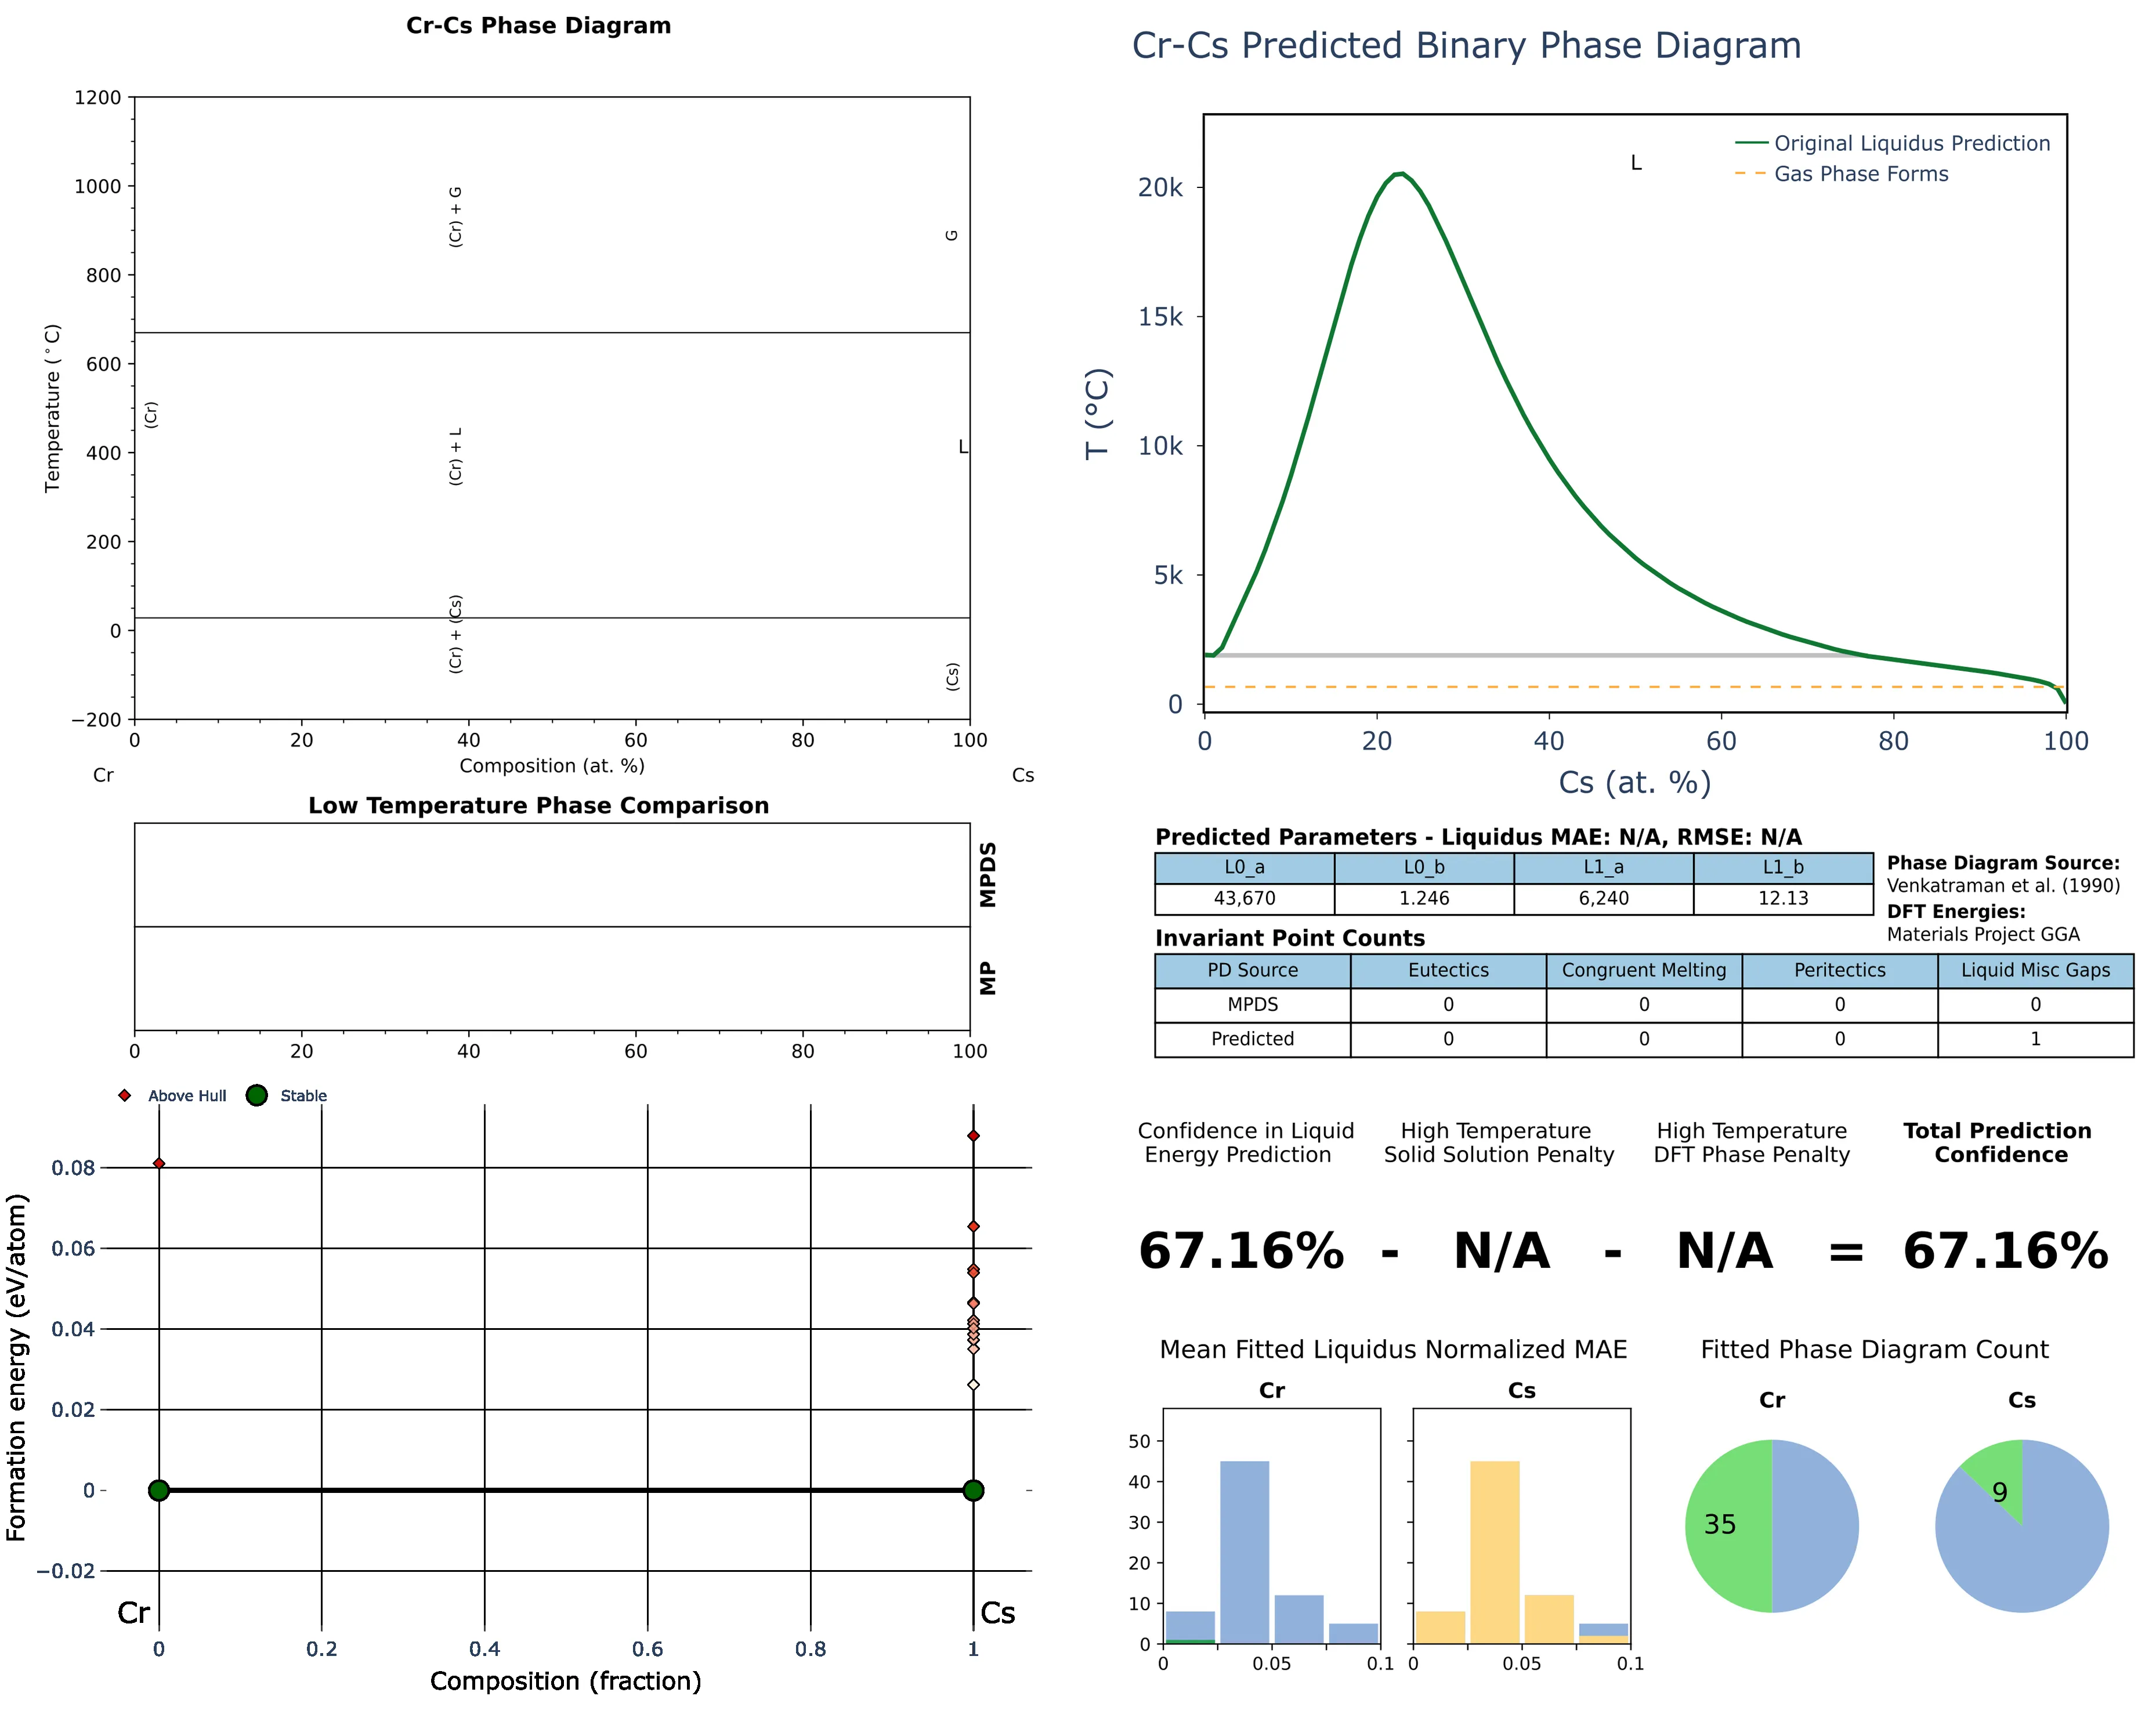 Cr-Cs Phase Diagram
1200
1000
800
600
400
200
0
−200
Temperature (°C)
(Cr) + G
G
(Cr)
(Cr) + L
L
(Cr) + (Cs)
(Cs)
0 20 40 60 80 100
Composition (at. %)
Cr Cs
Low Temperature Phase Comparison
MPDS
MP
0 20 40 60 80 100
Above Hull Stable
0.08
0.06
0.04
0.02
0
−0.02
Formation energy (eV/atom)
Cr Cs
0 0.2 0.4 0.6 0.8 1
Composition (fraction)
Cr-Cs Predicted Binary Phase Diagram
L
Original Liquidus Prediction
Gas Phase Forms
20k
15k
10k
5k
0
T (°C)
0 20 40 60 80 100
Cs (at. %)
Predicted Parameters - Liquidus MAE: N/A, RMSE: N/A
L0_a L0_b L1_a L1_b
43,670 1.246 6,240 12.13
Phase Diagram Source:
Venkatraman et al. (1990)
DFT Energies:
Materials Project GGA
Invariant Point Counts
PD Source Eutectics Congruent Melting Peritectics Liquid Misc Gaps
MPDS 0 0 0 0
Predicted 0 0 0 1
Confidence in Liquid
Energy Prediction
High Temperature
Solid Solution Penalty
High Temperature
DFT Phase Penalty
Total Prediction
Confidence
67.16% - N/A - N/A = 67.16%
Mean Fitted Liquidus Normalized MAE
Cr Cs
50
40
30
20
10
0
0 0.05 0.1 0 0.05 0.1
Fitted Phase Diagram Count
Cr Cs
35 9